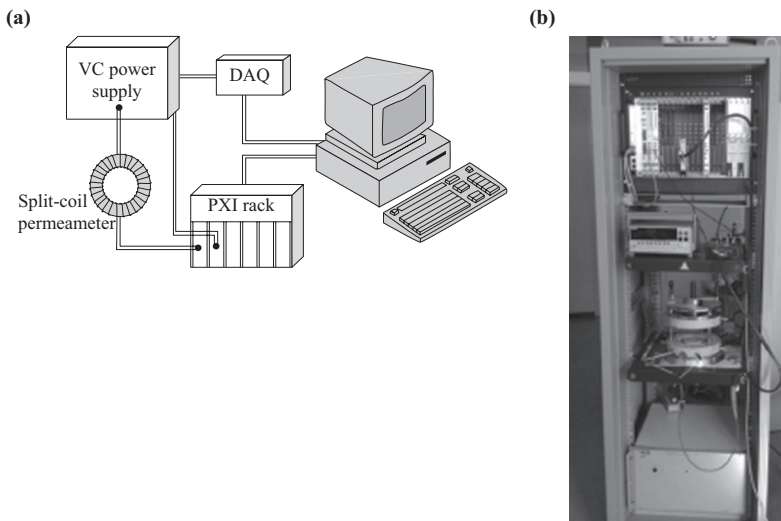 (a)
VC power
supply
DAQ
Split-coil
permeameter
PXI rack
(b)